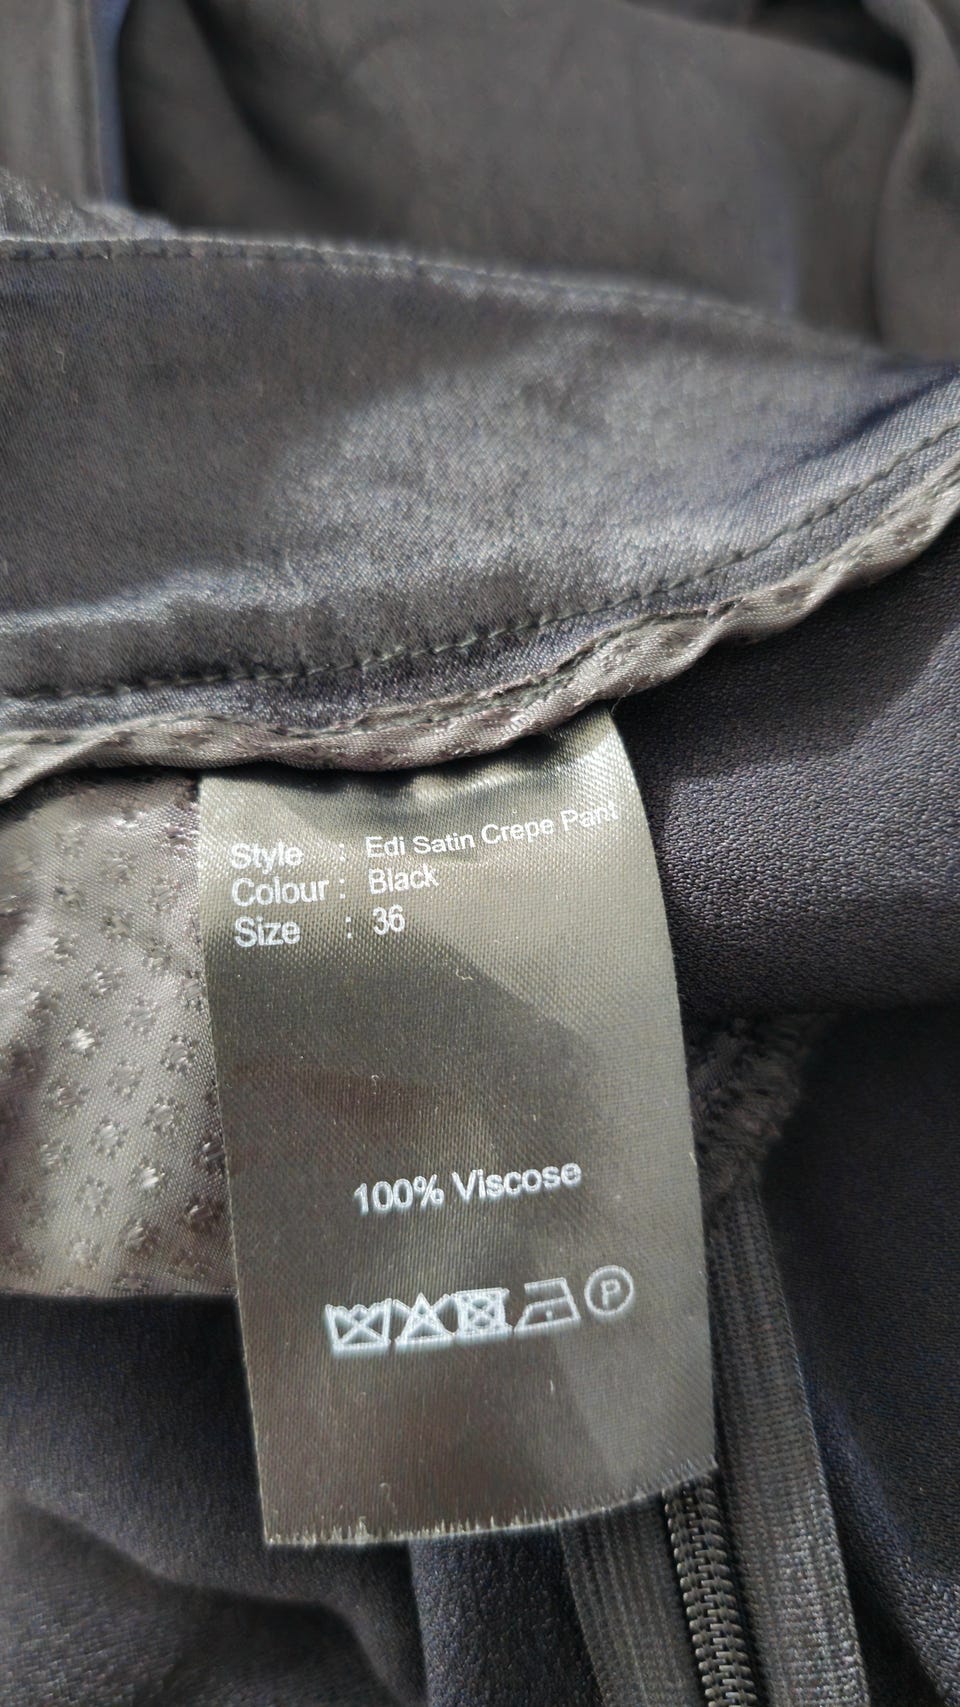 Style : Edi Satin Crepe Pant
Colour : Black
Size : 36
100% Viscose
P